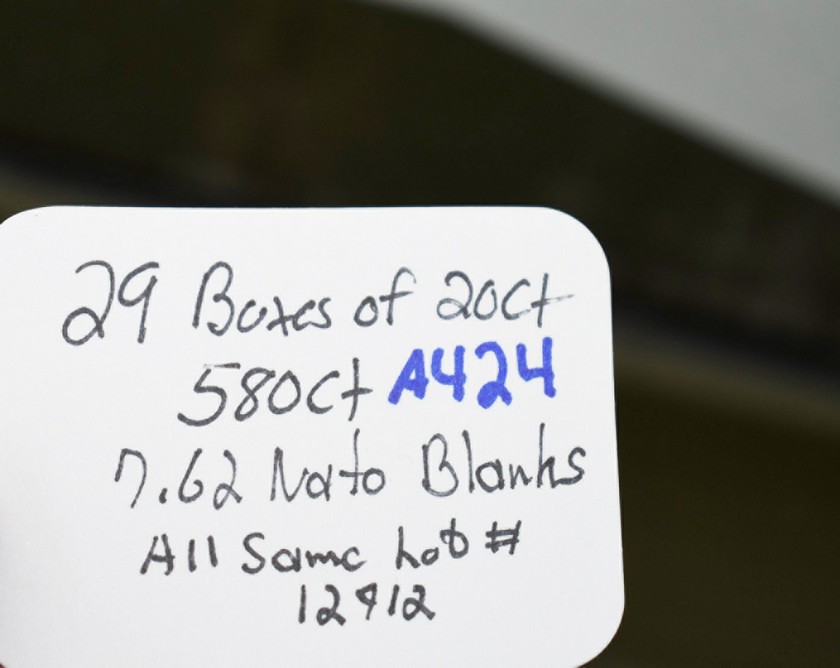 29 Boxes of 20ct
580ct A424
7.62 Nato Blanks
All Same Lot #
12412